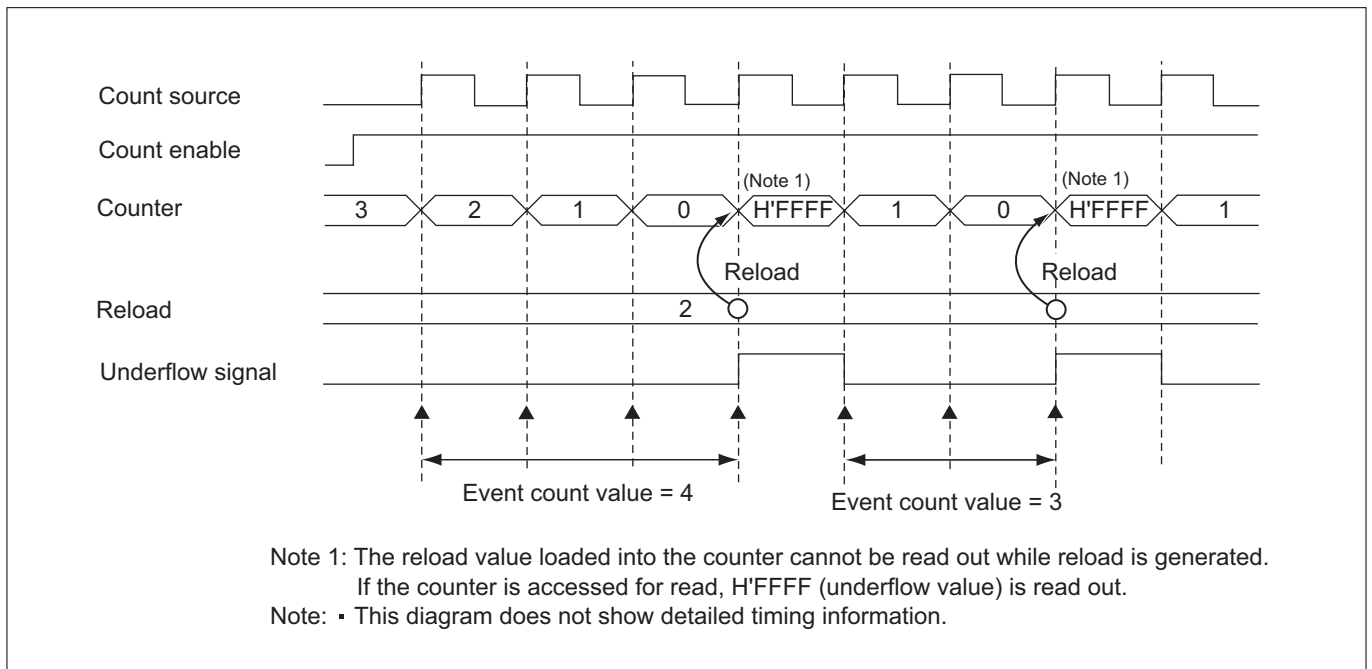 Count source
Count enable
(Note 1) (Note 1)
Counter 3 2 1 0 H'FFFF 1 0 H'FFFF 1
Reload Reload
Reload 2
Underflow signal
Event count value = 4 Event count value = 3
Note 1: The reload value loaded into the counter cannot be read out while reload is generated.
If the counter is accessed for read, H'FFFF (underflow value) is read out.
Note: ▪ This diagram does not show detailed timing information.